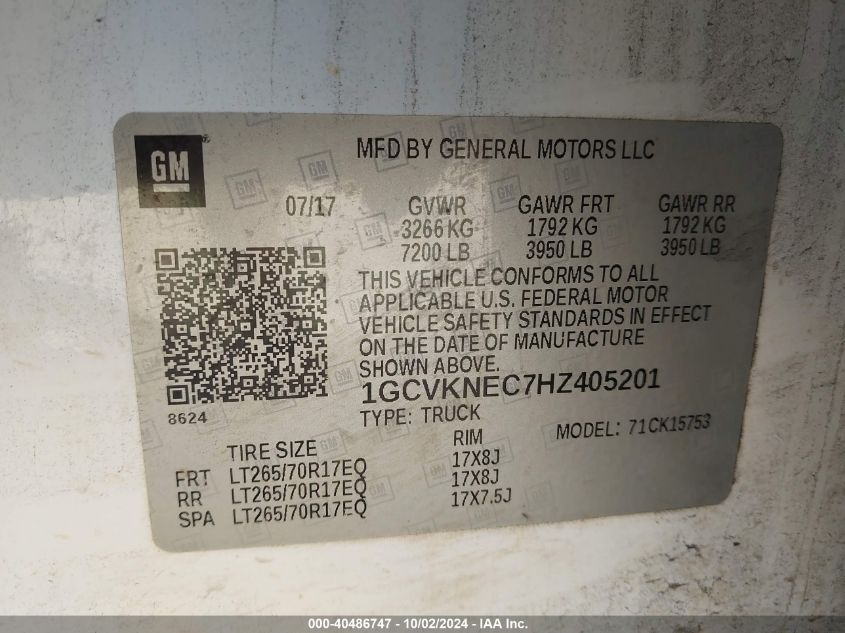 GM
MFD BY GENERAL MOTORS LLC
07/17 GVWR GAWR FRT GAWR RR
3266 KG 1792 KG 1792 KG
7200 LB 3950 LB 3950 LB
THIS VEHICLE CONFORMS TO ALL
APPLICABLE U.S. FEDERAL MOTOR
VEHICLE SAFETY STANDARDS IN EFFECT
ON THE DATE OF MANUFACTURE
SHOWN ABOVE.
1GCVKNEC7HZ405201
8624
TYPE: TRUCK MODEL: 71CK15753
TIRE SIZE RIM
FRT LT265/70R17EQ 17X8J
RR LT265/70R17EQ 17X8J
SPA LT265/70R17EQ 17X7.5J
000-40486747 - 10/02/2024 - IAA Inc.